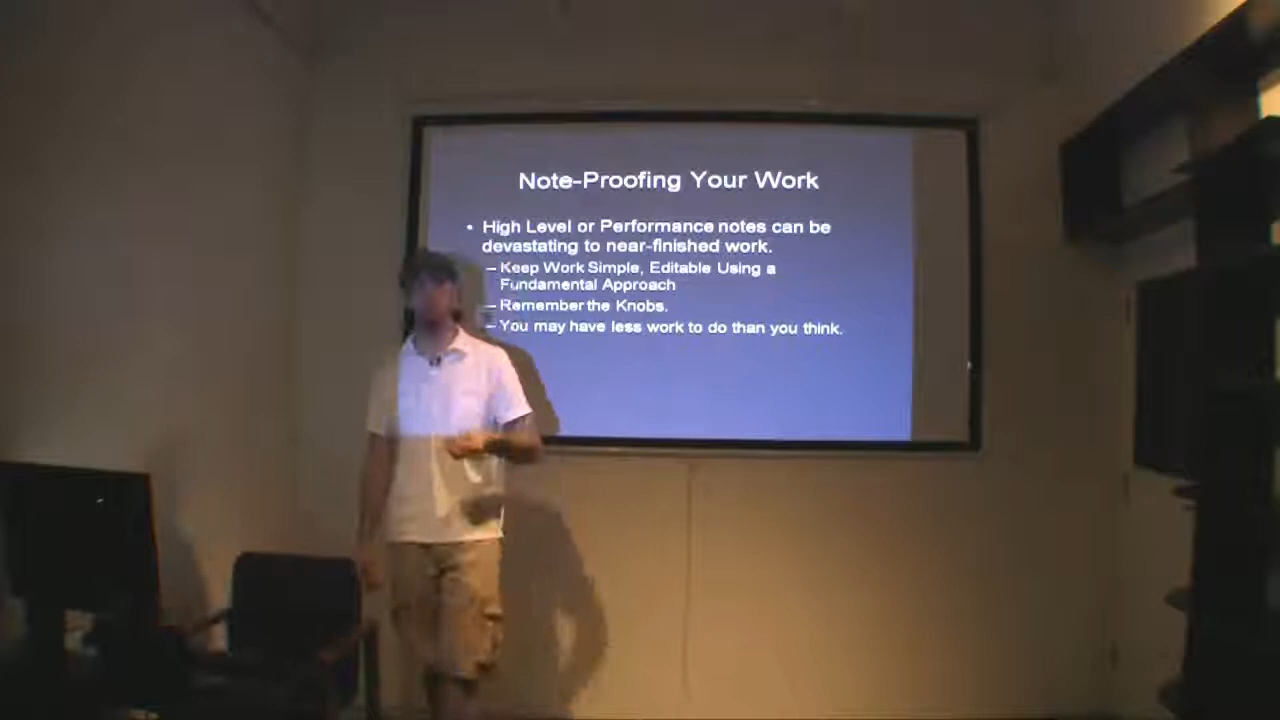 Note-Proofing Your Work
• High Level or Performance notes can be
devastating to near-finished work.
– Keep Work Simple, Editable Using a
Fundamental Approach
– Remember the Knobs.
– You may have less work to do than you think.